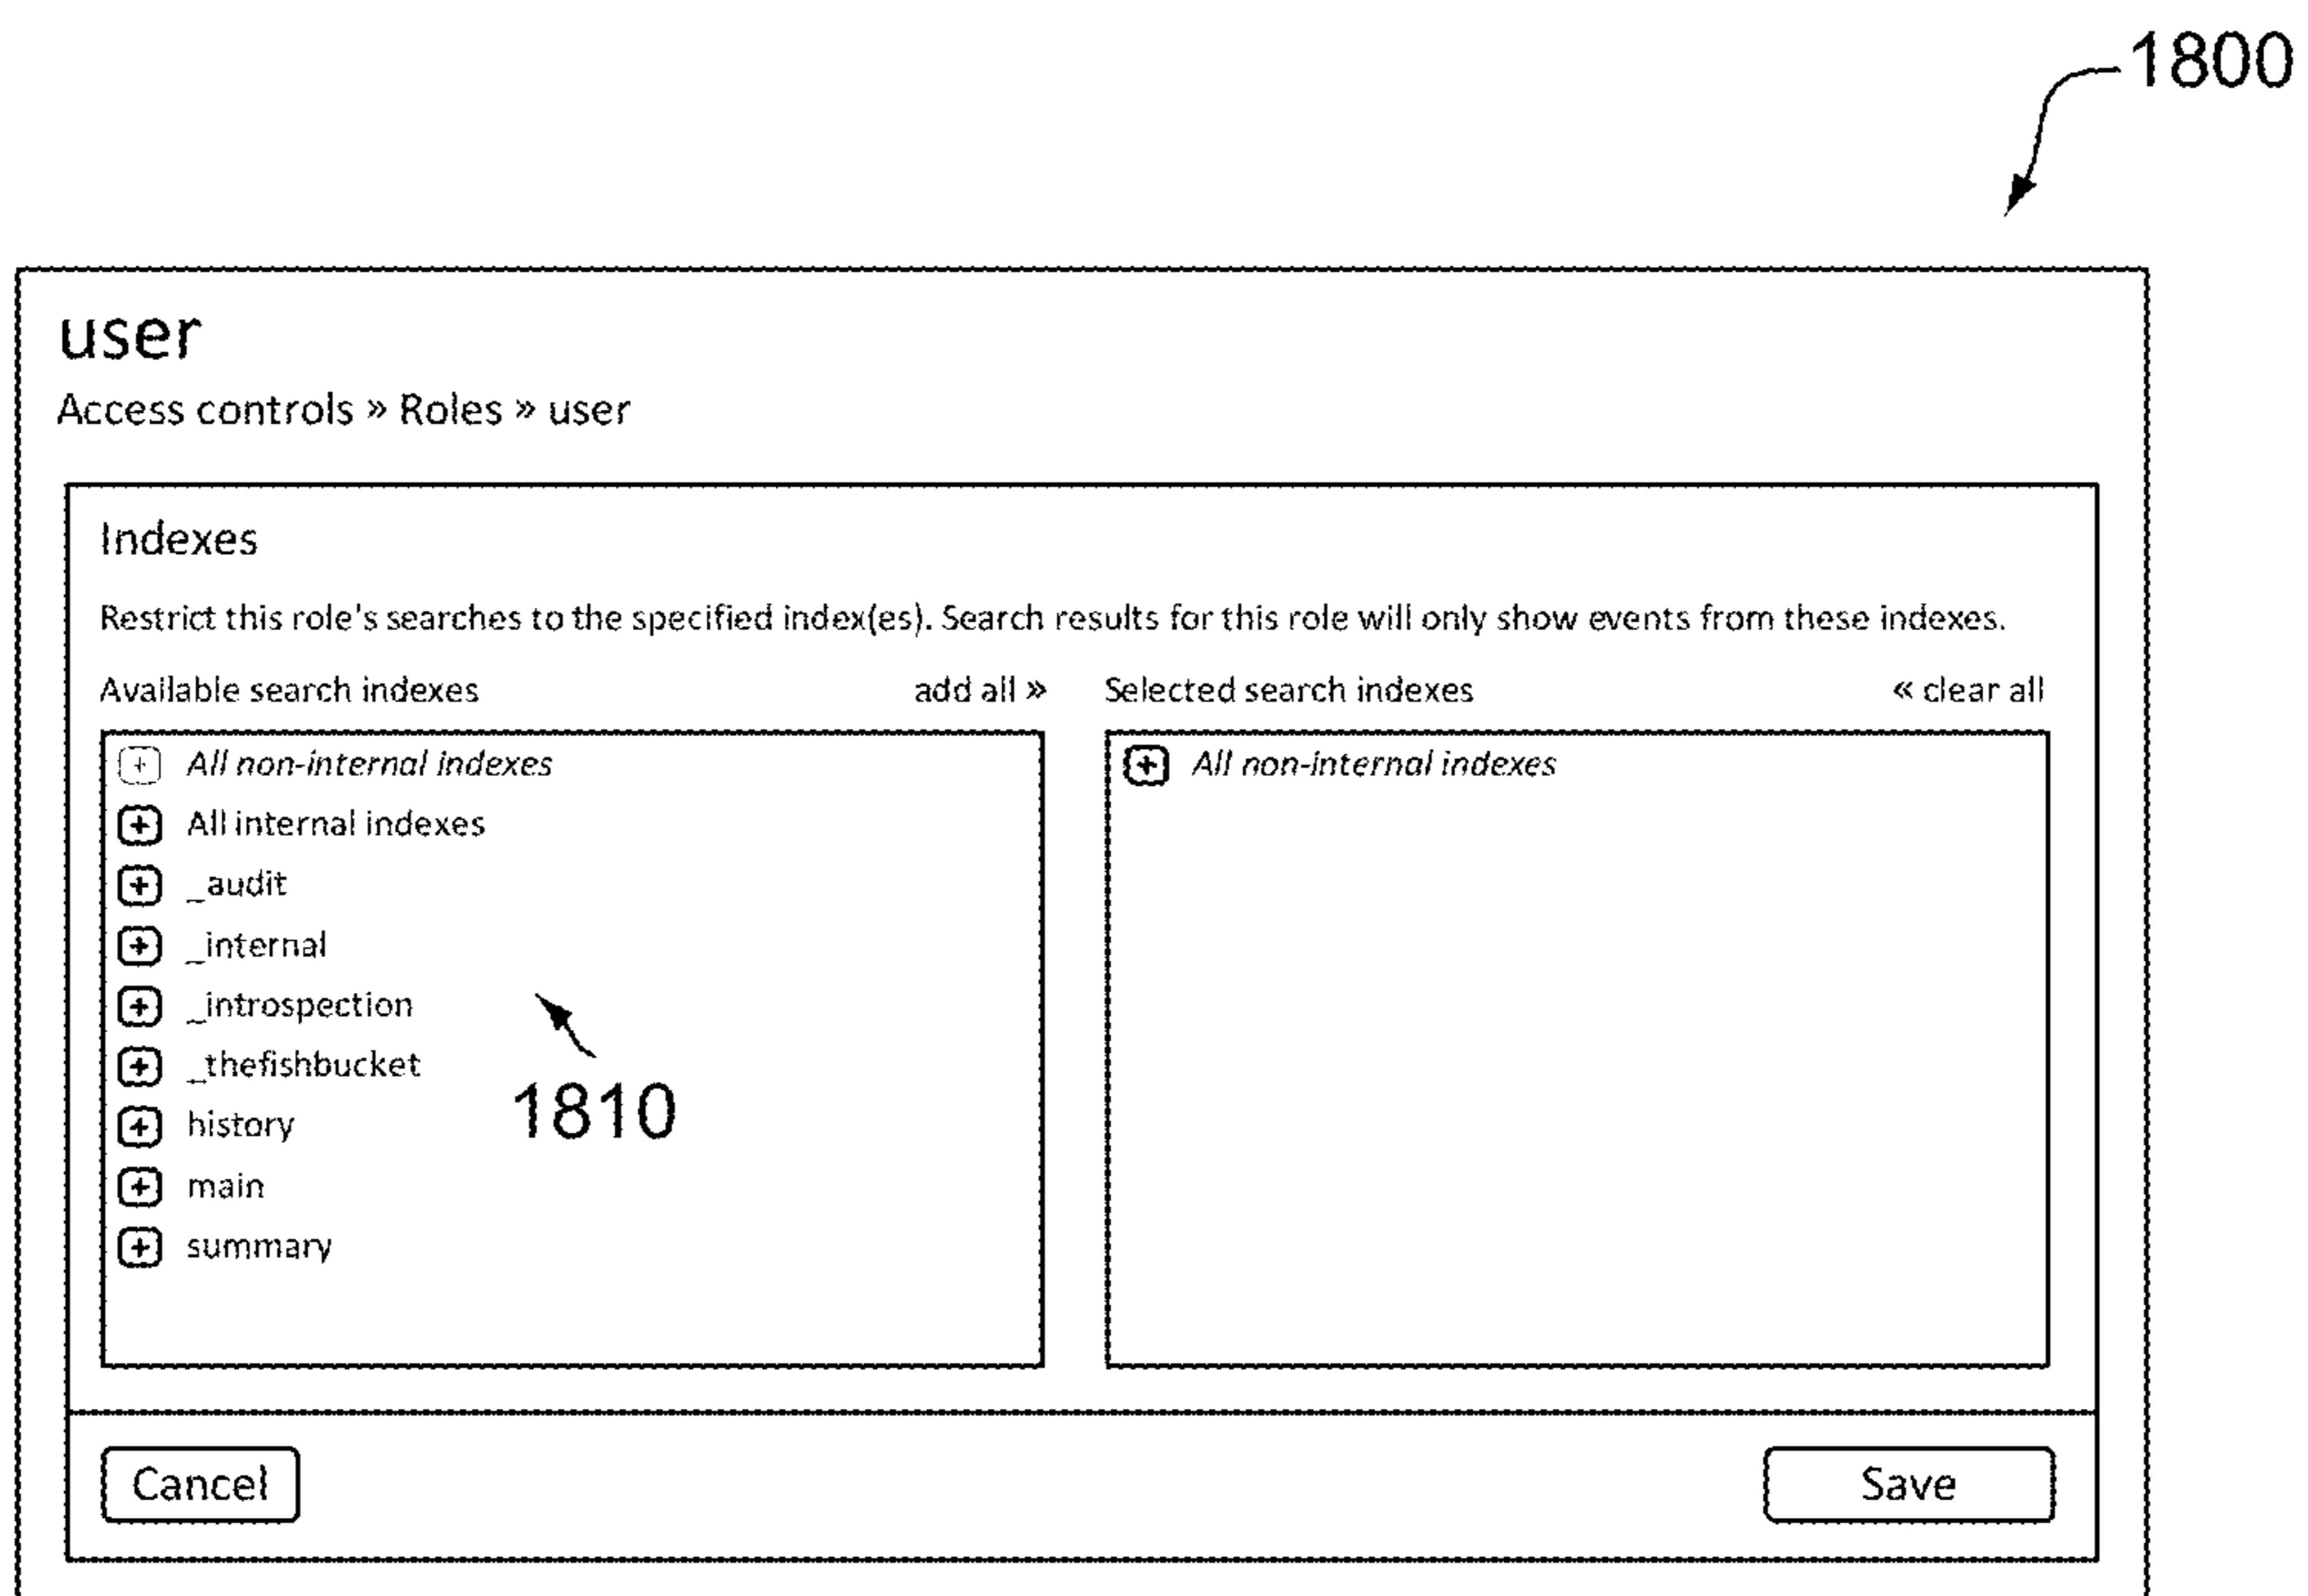 1800
user
Access controls » Roles » user
Indexes
Restrict this role's searches to the specified index(es). Search results for this role will only show events from these indexes.
Available search indexes add all » Selected search indexes « clear all
+ All non-internal indexes
+ All internal indexes
+ _audit
+ _internal
+ _introspection
+ _thefishbucket
+ history
+ main
+ summary
1810
+ All non-internal indexes
Cancel Save